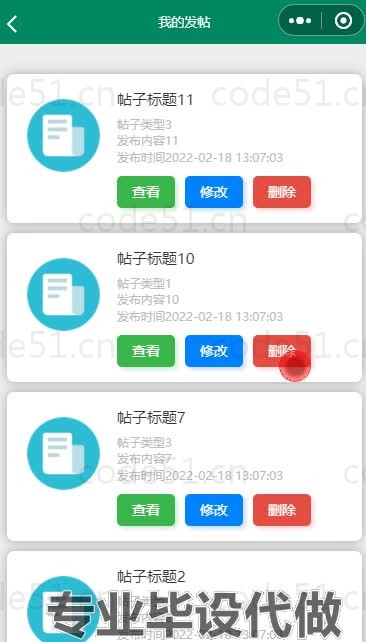 我的发帖
code51.cn
code51.cn
帖子标题11
帖子类型3
发布内容11
发布时间2022-02-18 13:07:03
查看
修改
删除
code51.cn
帖子标题10
帖子类型1
发布内容10
发布时间2022-02-18 13:07:03
查看
修改
删除
code51.cn
code51.cn
帖子标题7
帖子类型3
发布内容7
发布时间2022-02-18 13:07:03
查看
修改
删除
code51.cn
帖子标题2
code51.cn
code51.cn
专业毕设代做